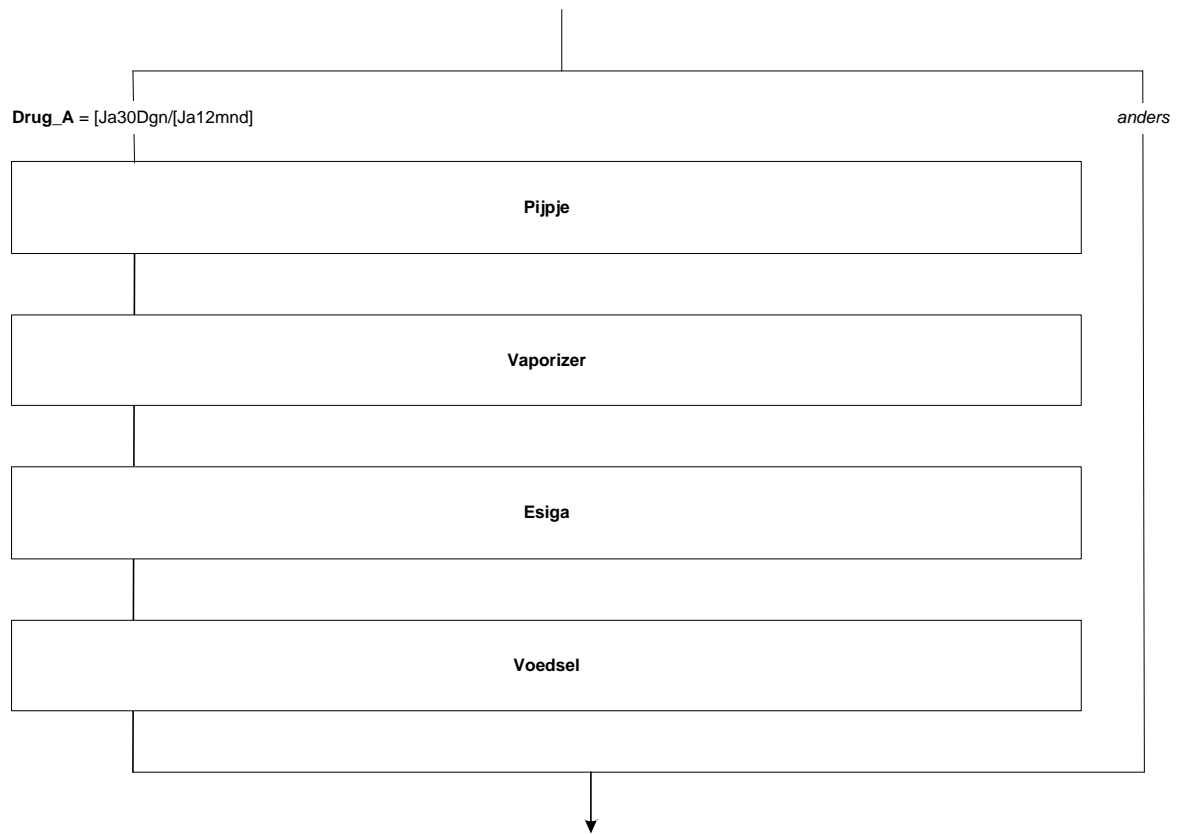 Drug_A = [Ja30Dgn/[Ja12mnd]
anders
Pijpje
Vaporizer
Esiga
Voedsel